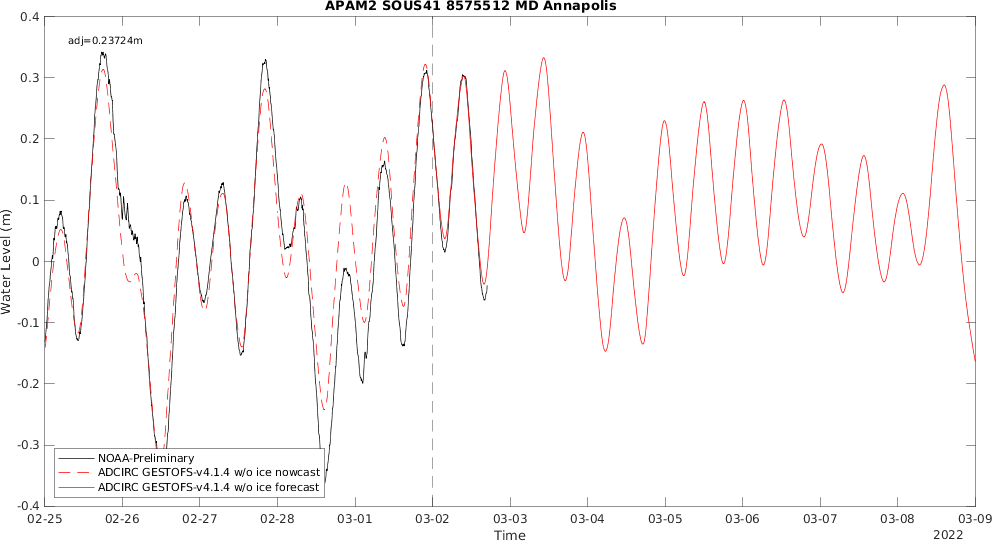 APAM2 SOUS41 8575512 MD Annapolis
adj=0.23724m
0.4
0.3
0.2
0.1
0
-0.1
-0.2
-0.3
-0.4
Water Level (m)
NOAA-Preliminary
ADCIRC GESTOFS-v4.1.4 w/o ice nowcast
ADCIRC GESTOFS-v4.1.4 w/o ice forecast
02-25 02-26 02-27 02-28 03-01 03-02 03-03 03-04 03-05 03-06 03-07 03-08 03-09
Time
2022